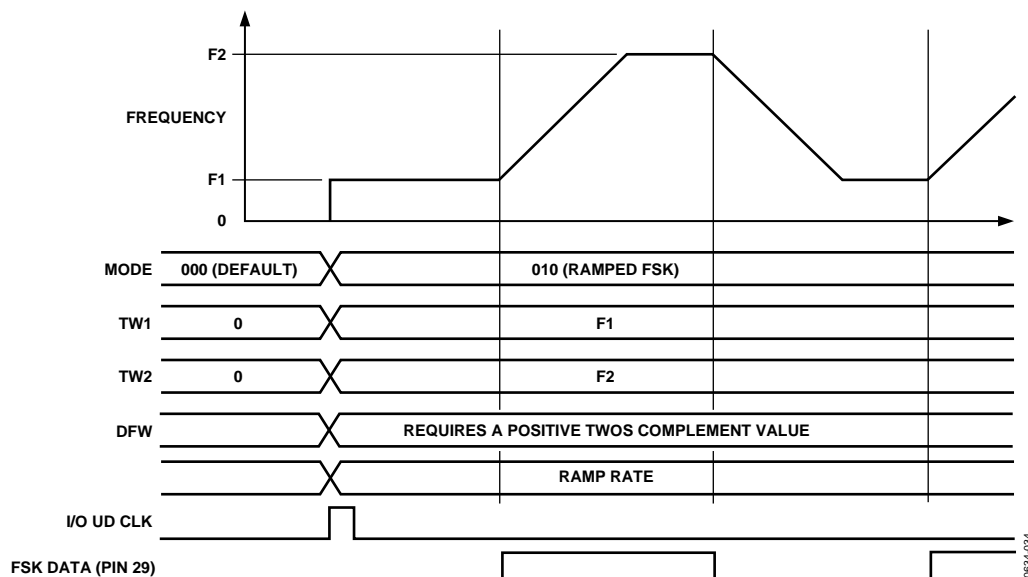 F2
FREQUENCY
F1
0
MODE 000 (DEFAULT) 010 (RAMPED FSK)
TW1 0 F1
TW2 0 F2
DFW REQUIRES A POSITIVE TWOS COMPLEMENT VALUE
RAMP RATE
I/O UD CLK
FSK DATA (PIN 29)